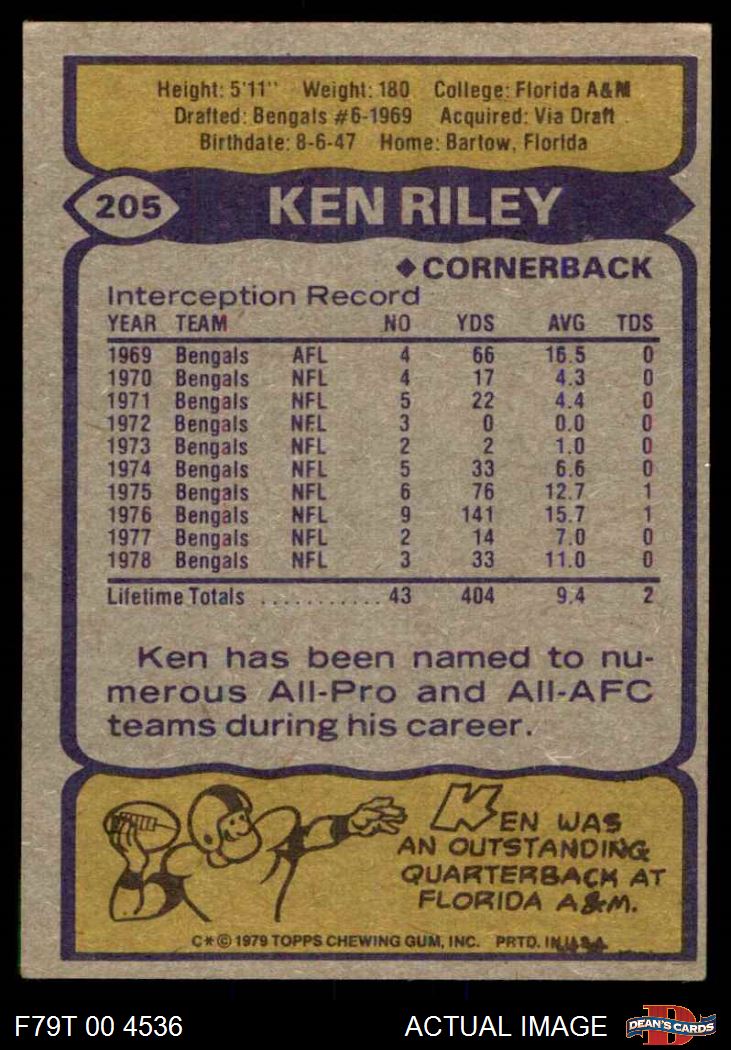 Height: 5'11" Weight: 180 College: Florida A&M
Drafted: Bengals #6-1969 Acquired: Via Draft
Birthdate: 8-6-47 Home: Bartow, Florida
205 KEN RILEY
◆ CORNERBACK
Interception Record
YEAR TEAM NO YDS AVG TDS
1969 Bengals AFL 4 66 16.5 0
1970 Bengals NFL 4 17 4.3 0
1971 Bengals NFL 5 22 4.4 0
1972 Bengals NFL 3 0 0.0 0
1973 Bengals NFL 2 2 1.0 0
1974 Bengals NFL 5 33 6.6 0
1975 Bengals NFL 6 76 12.7 1
1976 Bengals NFL 9 141 15.7 1
1977 Bengals NFL 2 14 7.0 0
1978 Bengals NFL 3 33 11.0 0
Lifetime Totals ........... 43 404 9.4 2
Ken has been named to nu-
merous All-Pro and All-AFC
teams during his career.
KEN WAS
AN OUTSTANDING
QUARTERBACK AT
FLORIDA A&M.
C*© 1979 TOPPS CHEWING GUM, INC. PRTD. IN U.S.A.
F79T 00 4536 ACTUAL IMAGE D DEAN'S CARDS